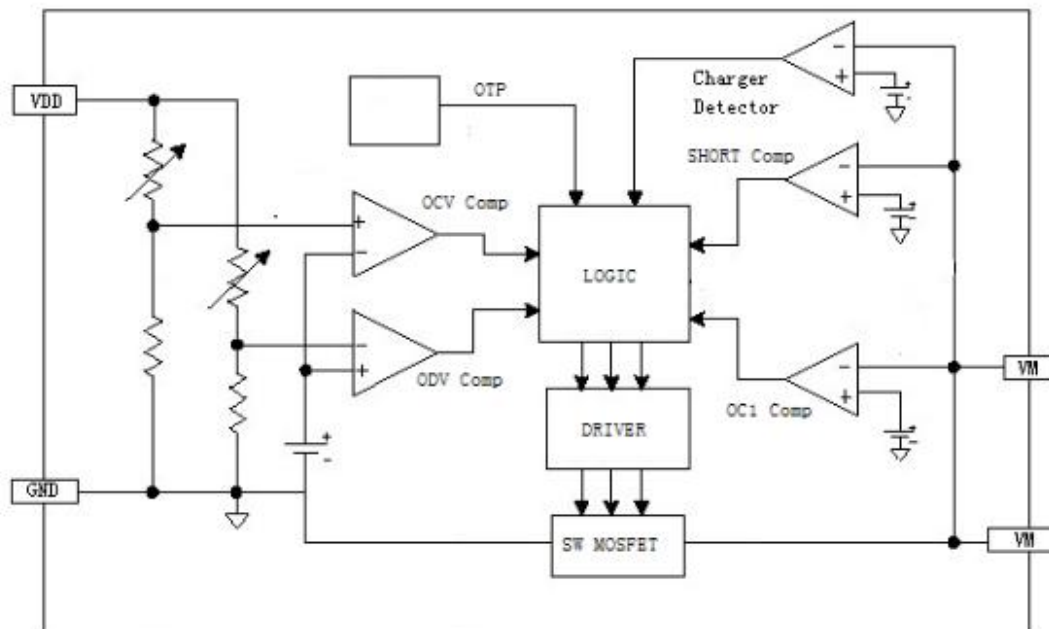 VDD
OTP
Charger
Detector
SHORT Comp
OCV Comp
LOGIC
ODV Comp
OC1 Comp
VM
DRIVER
GND
SW MOSFET
VM